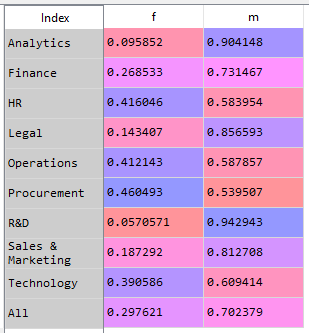 Index f m
Analytics 0.095852 0.904148
Finance 0.268533 0.731467
HR 0.416046 0.583954
Legal 0.143407 0.856593
Operations 0.412143 0.587857
Procurement 0.460493 0.539507
R&D 0.0570571 0.942943
Sales &
Marketing 0.187292 0.812708
Technology 0.390586 0.609414
All 0.297621 0.702379